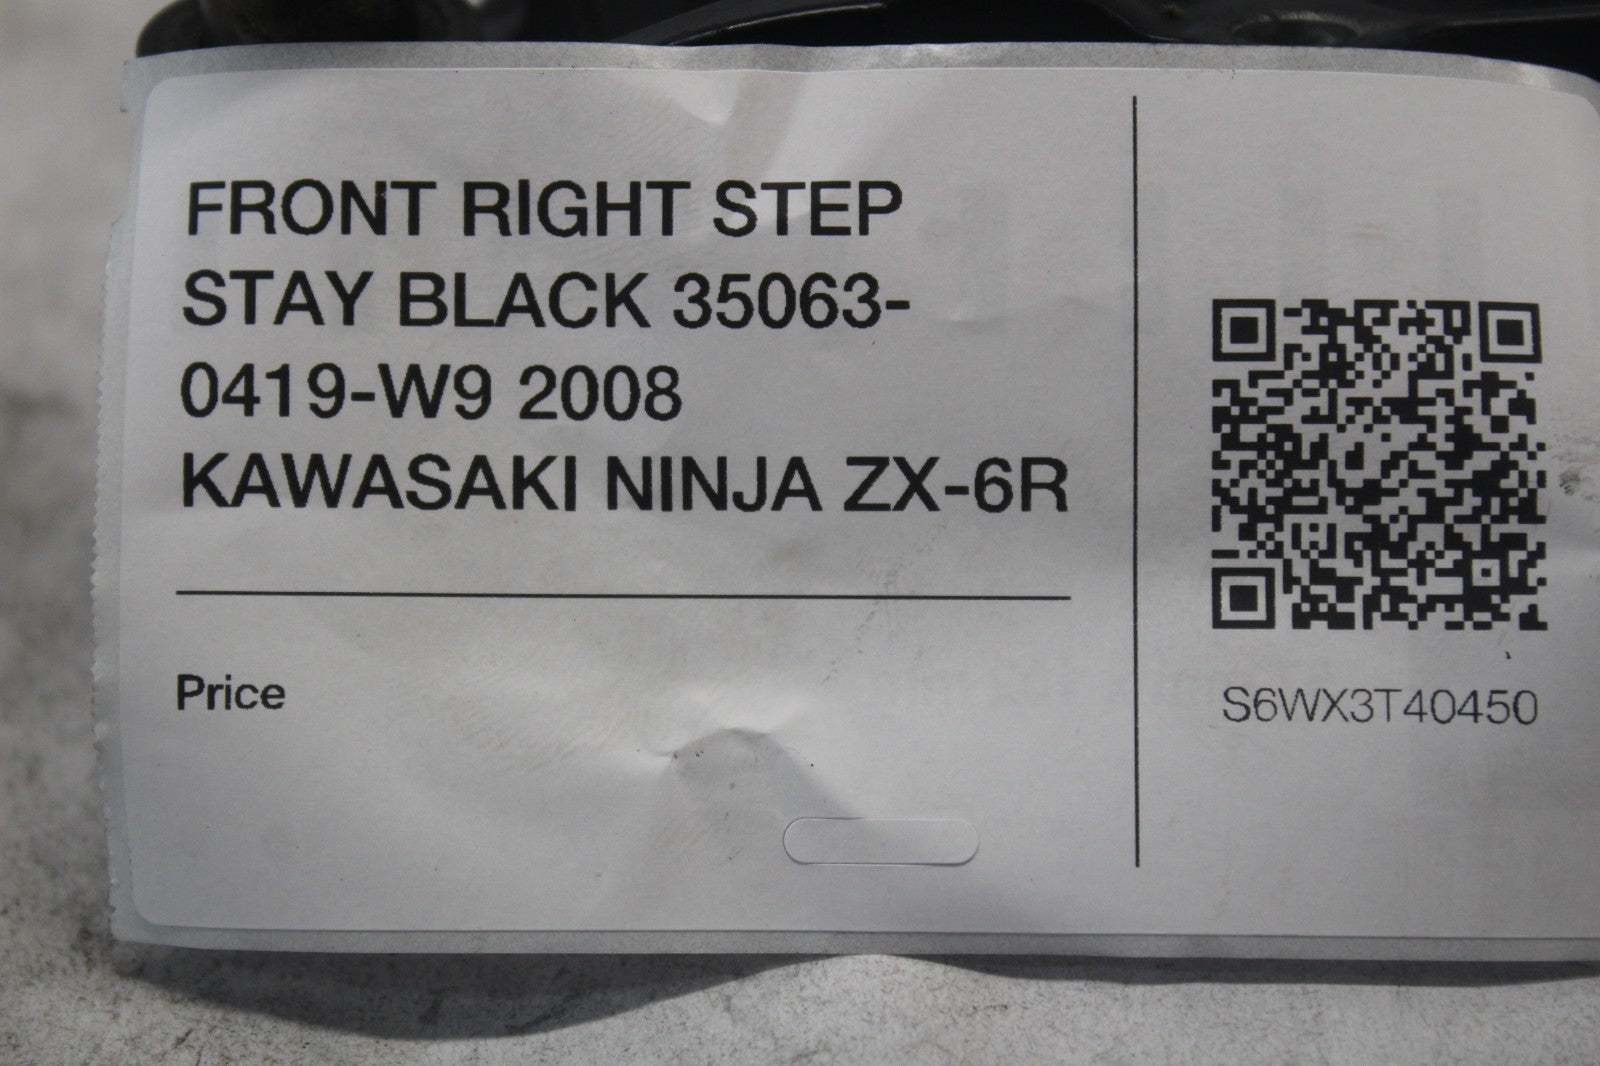 FRONT RIGHT STEP
STAY BLACK 35063-
0419-W9 2008
KAWASAKI NINJA ZX-6R
Price
S6WX3T40450